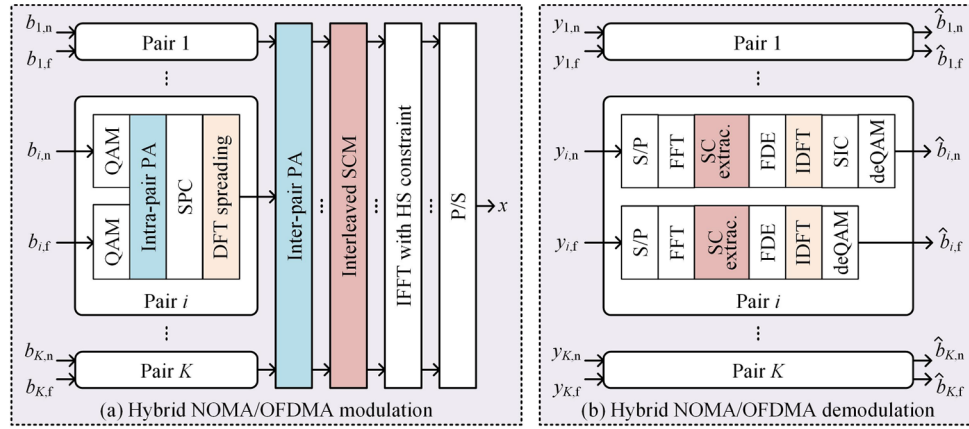 b1,n
b1,f
Pair 1
⋮
bi,n
bi,f
QAM
QAM
Intra-pair PA
SPC
DFT spreading
Pair i
⋮
bK,n
bK,f
Pair K
Inter-pair PA
⋮
Interleaved SCM
⋮
IFFT with HS constraint
⋮
P/S
x
(a) Hybrid NOMA/OFDMA modulation
y1,n
y1,f
Pair 1
b̂1,n
b̂1,f
⋮
yi,n
S/P
FFT
SC extrac.
FDE
IDFT
SIC
deQAM
b̂i,n
yi,f
S/P
FFT
SC extrac.
FDE
IDFT
deQAM
b̂i,f
Pair i
⋮
yK,n
yK,f
Pair K
b̂K,n
b̂K,f
(b) Hybrid NOMA/OFDMA demodulation